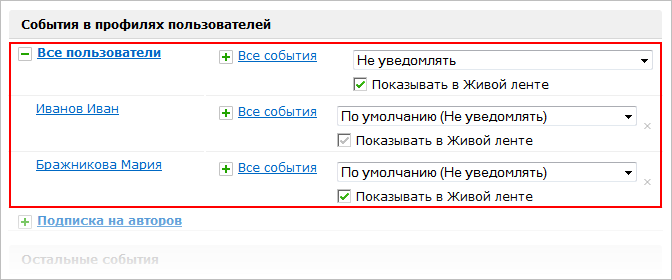 События в профилях пользователей
Все пользователи Все события Не уведомлять
Показывать в Живой ленте
Иванов Иван Все события По умолчанию (Не уведомлять)
Показывать в Живой ленте
Бражникова Мария Все события По умолчанию (Не уведомлять)
Показывать в Живой ленте
Подписка на авторов
Остальные события